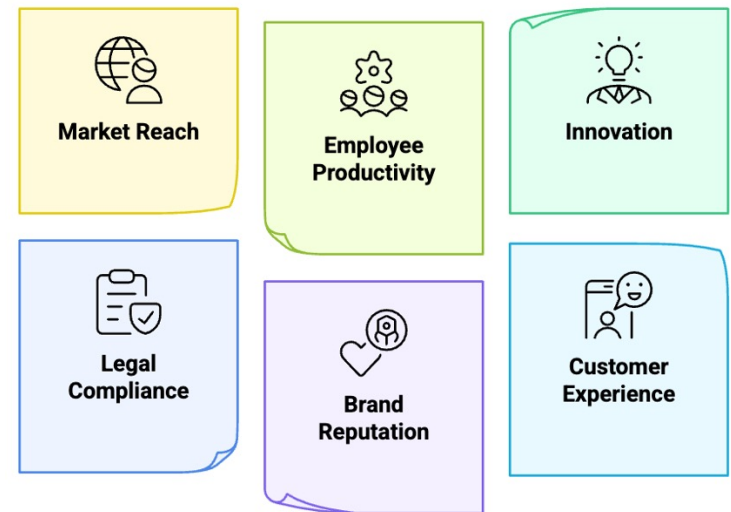 Market Reach
Employee
Productivity
Innovation
Legal
Compliance
Brand
Reputation
Customer
Experience